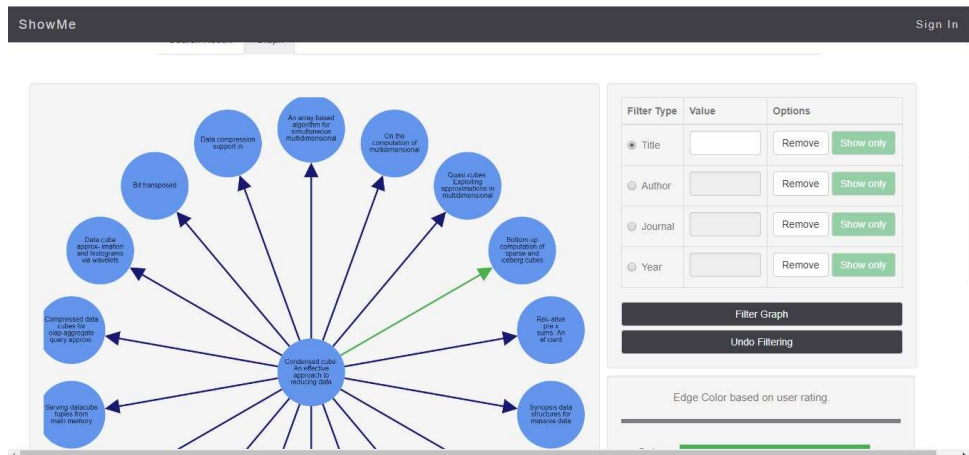 ShowMe
Sign In
An array-based
algorithm for
simultaneous
multidimensional
On the
computation of
multidimensional
Data compression
support in
Quasi-cubes
Exploiting
approximations in
multidimensional
Bit transposed
Bottom-up
computation of
sparse and
iceberg cubes
Data cube
approx- imation
and histograms
via wavelets
Rel- ative
pre x
sums. An
ef cient
Compressed data
cubes for
olap aggregate
query approxi
Condensed cube:
An effective
approach to
reducing data
Serving datacube
tuples from
main memory
Synopsis data
structures for
massive data
Filter Type Value Options
Title Remove Show only
Author Remove Show only
Journal Remove Show only
Year Remove Show only
Filter Graph
Undo Filtering
Edge Color based on user rating.